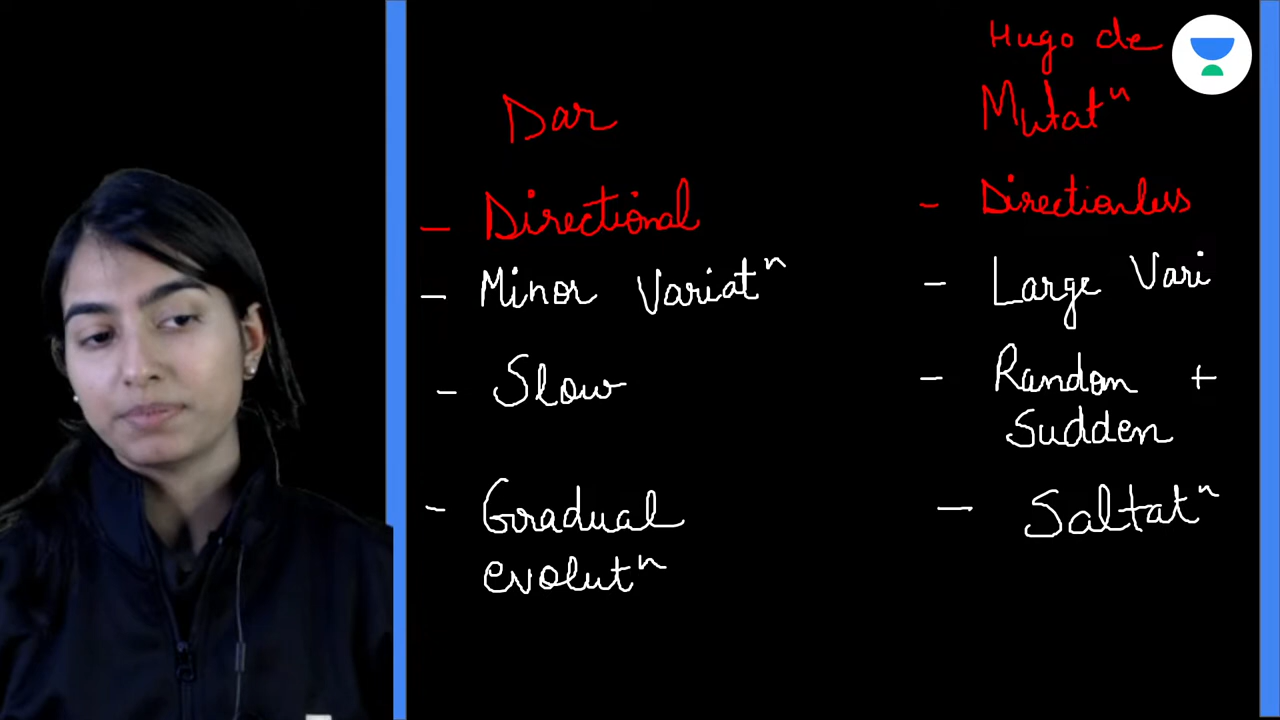 Dar
- Directional
- Minor Variatⁿ
- Slow
- Gradual
evolutⁿ
Hugo de
Mutatⁿ
- Directionless
- Large Vari
- Random +
Sudden
- Saltatⁿ